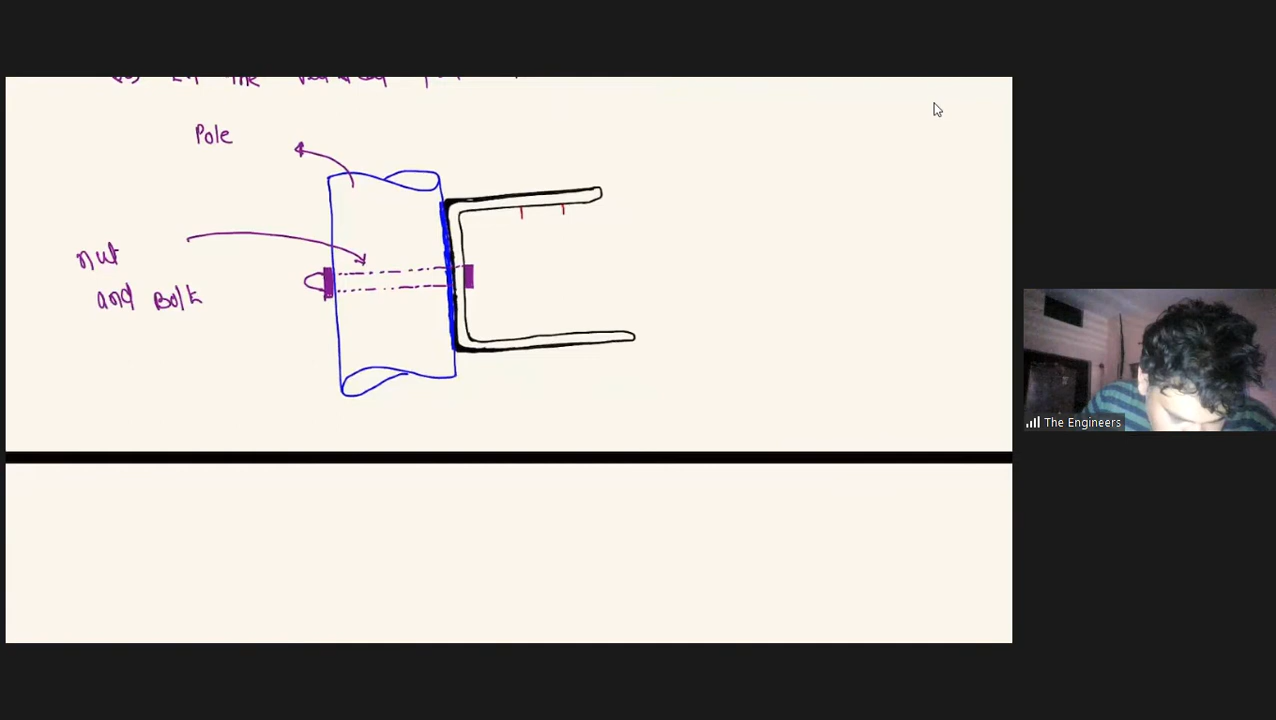 Pole
nut
and Bolt
The Engineers